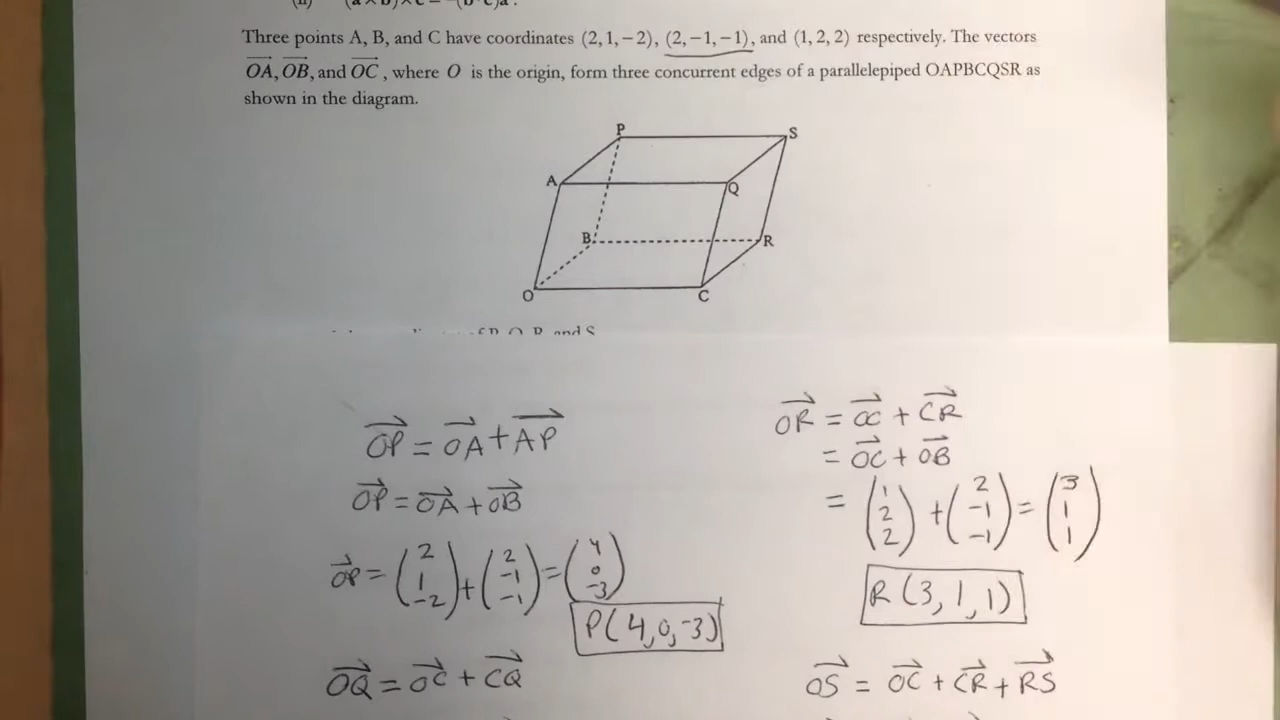 (a × b) × c = −(b·c)a.
Three points A, B, and C have coordinates (2, 1, −2), (2, −1, −1), and (1, 2, 2) respectively. The vectors
OA, OB, and OC, where O is the origin, form three concurrent edges of a parallelepiped OAPBCQSR as
shown in the diagram.
P
S
A
Q
B
R
O
C
and S
OP = OA + AP
OP = OA + OB
OP = (2 1 -2) + (2 -1 -1) = (4 0 -3)
P(4,0,-3)
OQ = OC + CQ
OR = OC + CR
= OC + OB
= (1 2 2) + (2 -1 -1) = (3 1 1)
R(3,1,1)
OS = OC + CR + RS